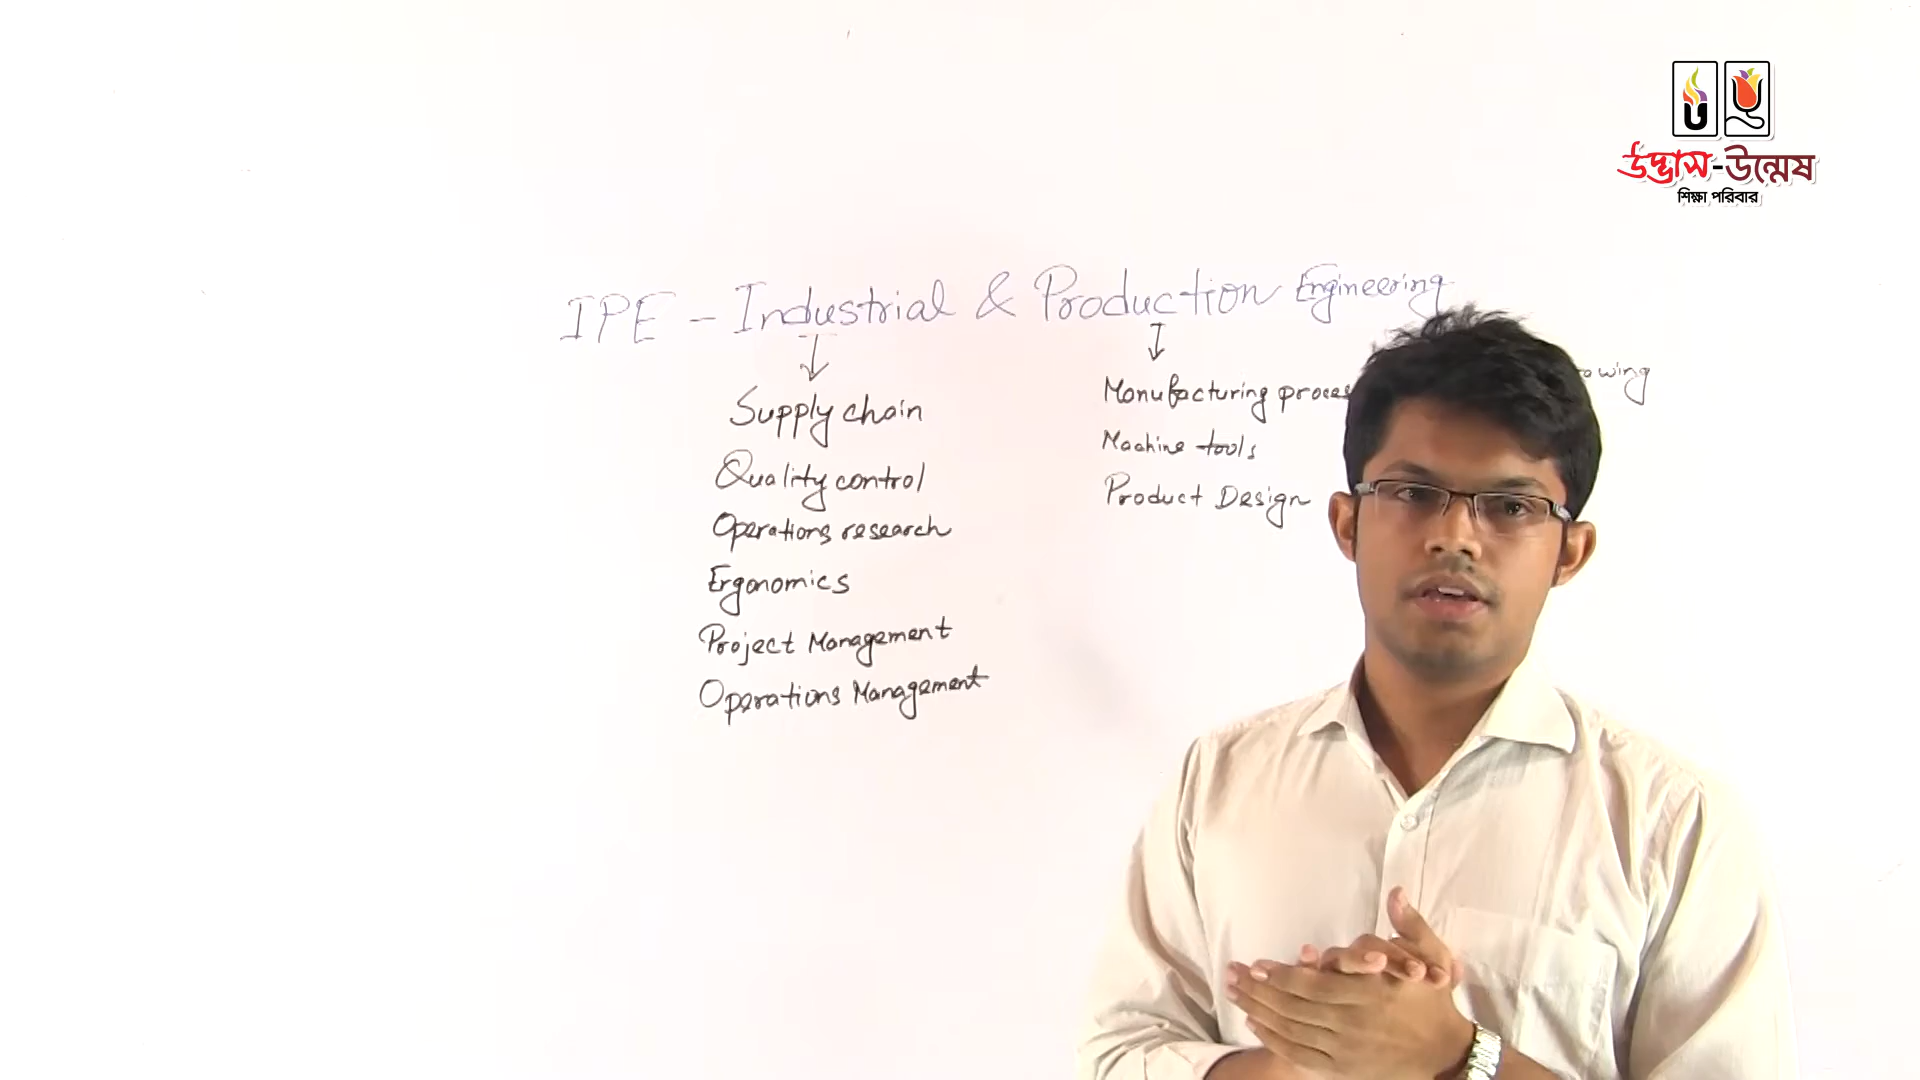 উদ্ভাস-উন্মেষ
শিক্ষা পরিবার
IPE - Industrial & Production Engineering
Supply chain
Quality control
Operations research
Ergonomics
Project Management
Operations Management
Manufacturing
Machine tools
Product Design